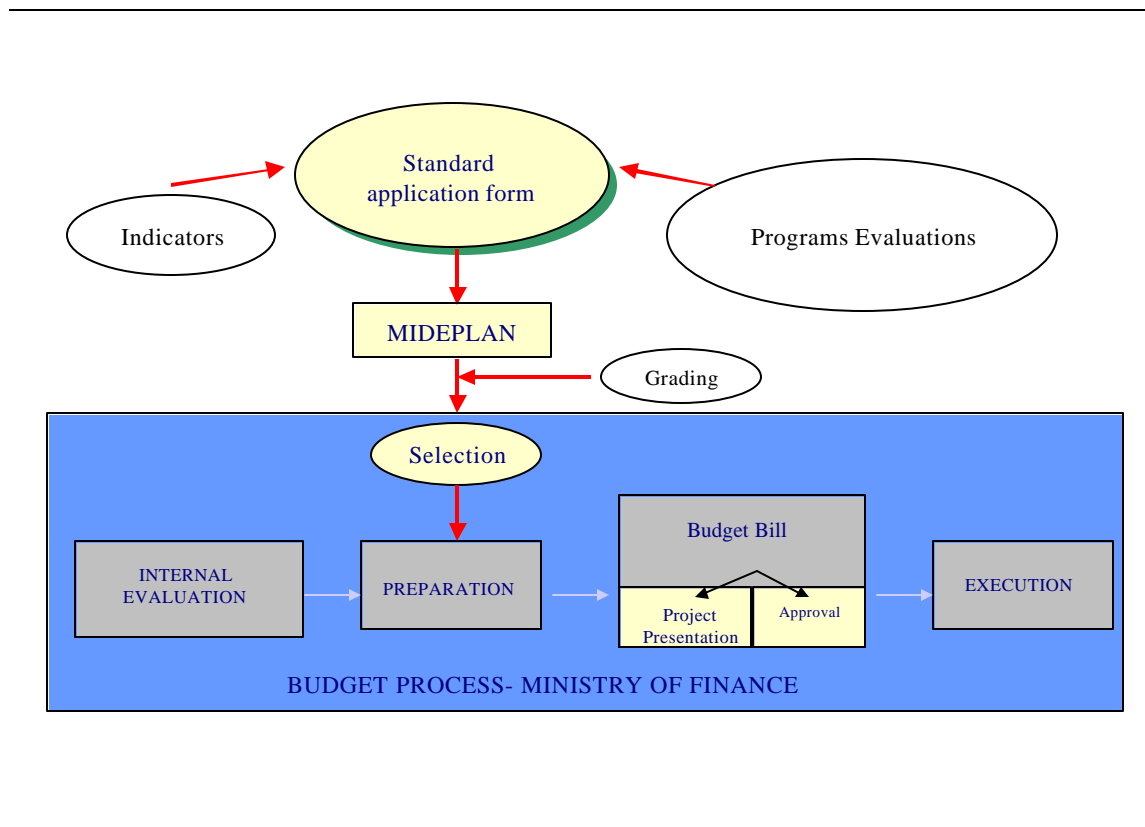 Standard
application form
Indicators
Programs Evaluations
MIDEPLAN
Grading
Selection
Budget Bill
INTERNAL
EVALUATION
PREPARATION
EXECUTION
Project
Presentation
Approval
BUDGET PROCESS- MINISTRY OF FINANCE